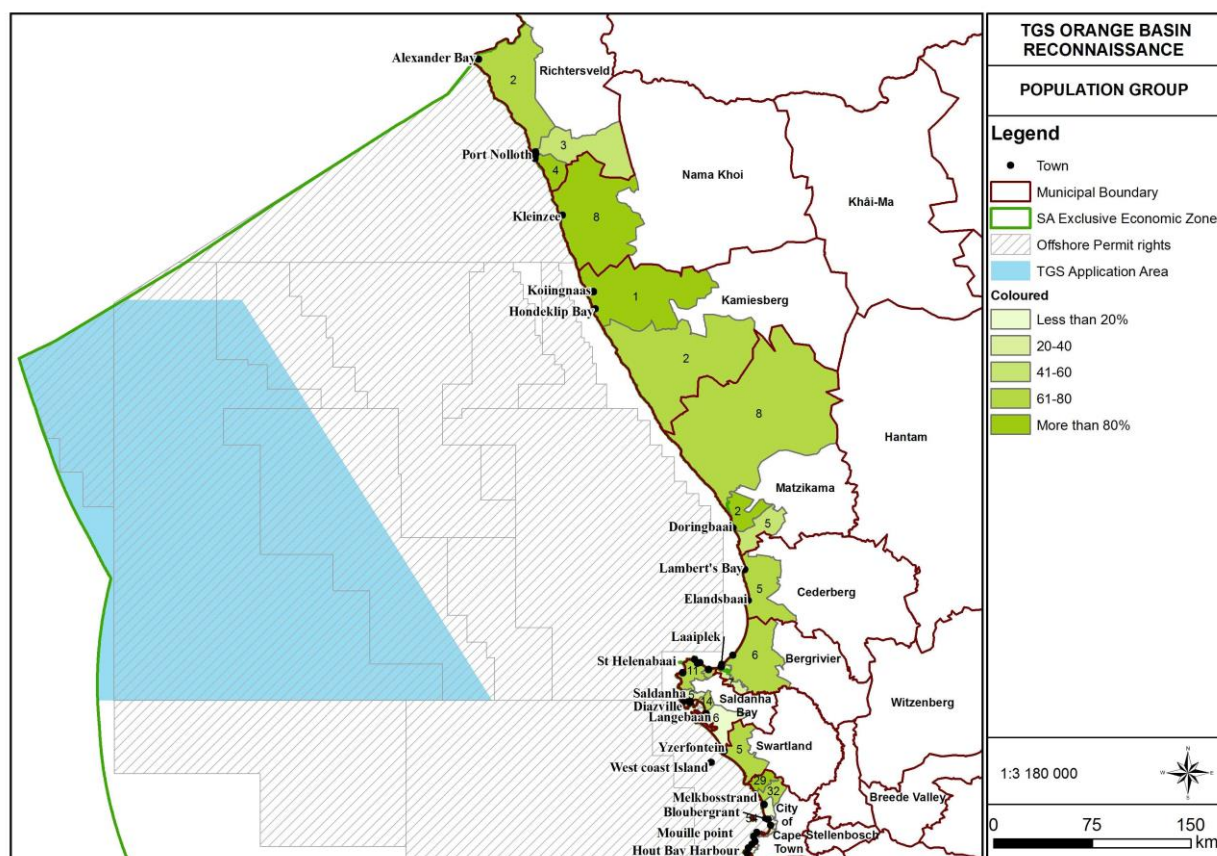 TGS ORANGE BASIN
RECONNAISSANCE
POPULATION GROUP
Legend
Town
Municipal Boundary
SA Exclusive Economic Zone
Offshore Permit rights
TGS Application Area
Coloured
Less than 20%
20-40
41-60
61-80
More than 80%
1:3 180 000
N
W
E
S
0 75 150
km
Alexander Bay
2
Richtersveld
3
Port Nolloth
4
Nama Khoi
Khâi-Ma
Kleinzee
8
Koiingnaas
1
Kamiesberg
Hondeklip Bay
2
8
Hantam
Matzikama
2
5
Doringbaai
Lambert's Bay
5
Cederberg
Elandsbaai
Laaiplek
6
Bergrivier
St Helenabaai
11
Witzenberg
Saldanha
5
14
Saldanha
Bay
Diazville
Langebaan
6
Yzerfontein
5
Swartland
West coast Island
29
32
Melkbosstrand
Breede Valley
Bloubergrant
City
of
Cape
Town
Stellenbosch
Mouille point
Hout Bay Harbour